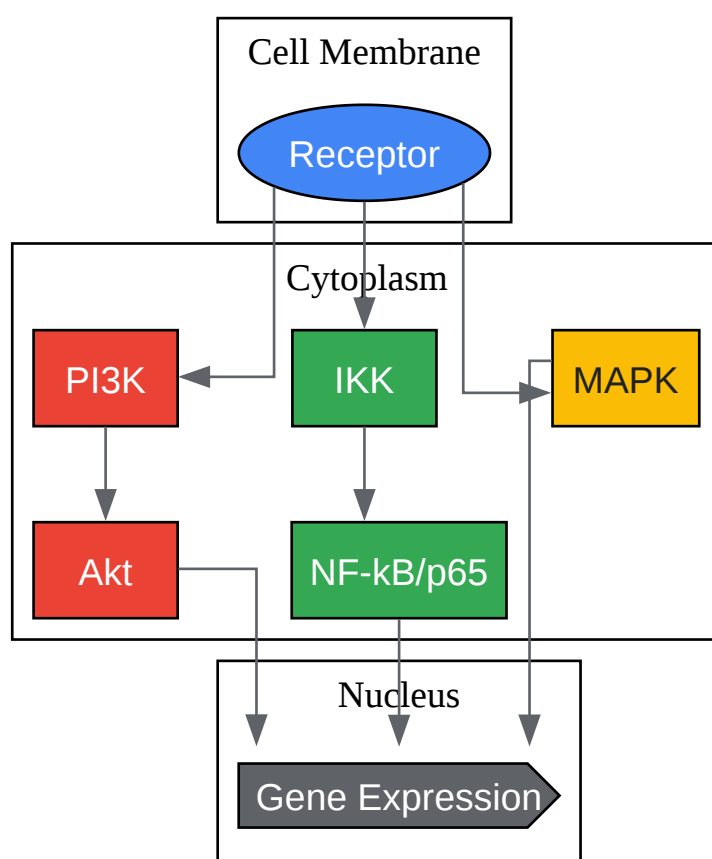 Cell Membrane
Receptor
Cytoplasm
PI3K
IKK
MAPK
Akt
NF-kB/p65
Nucleus
Gene Expression